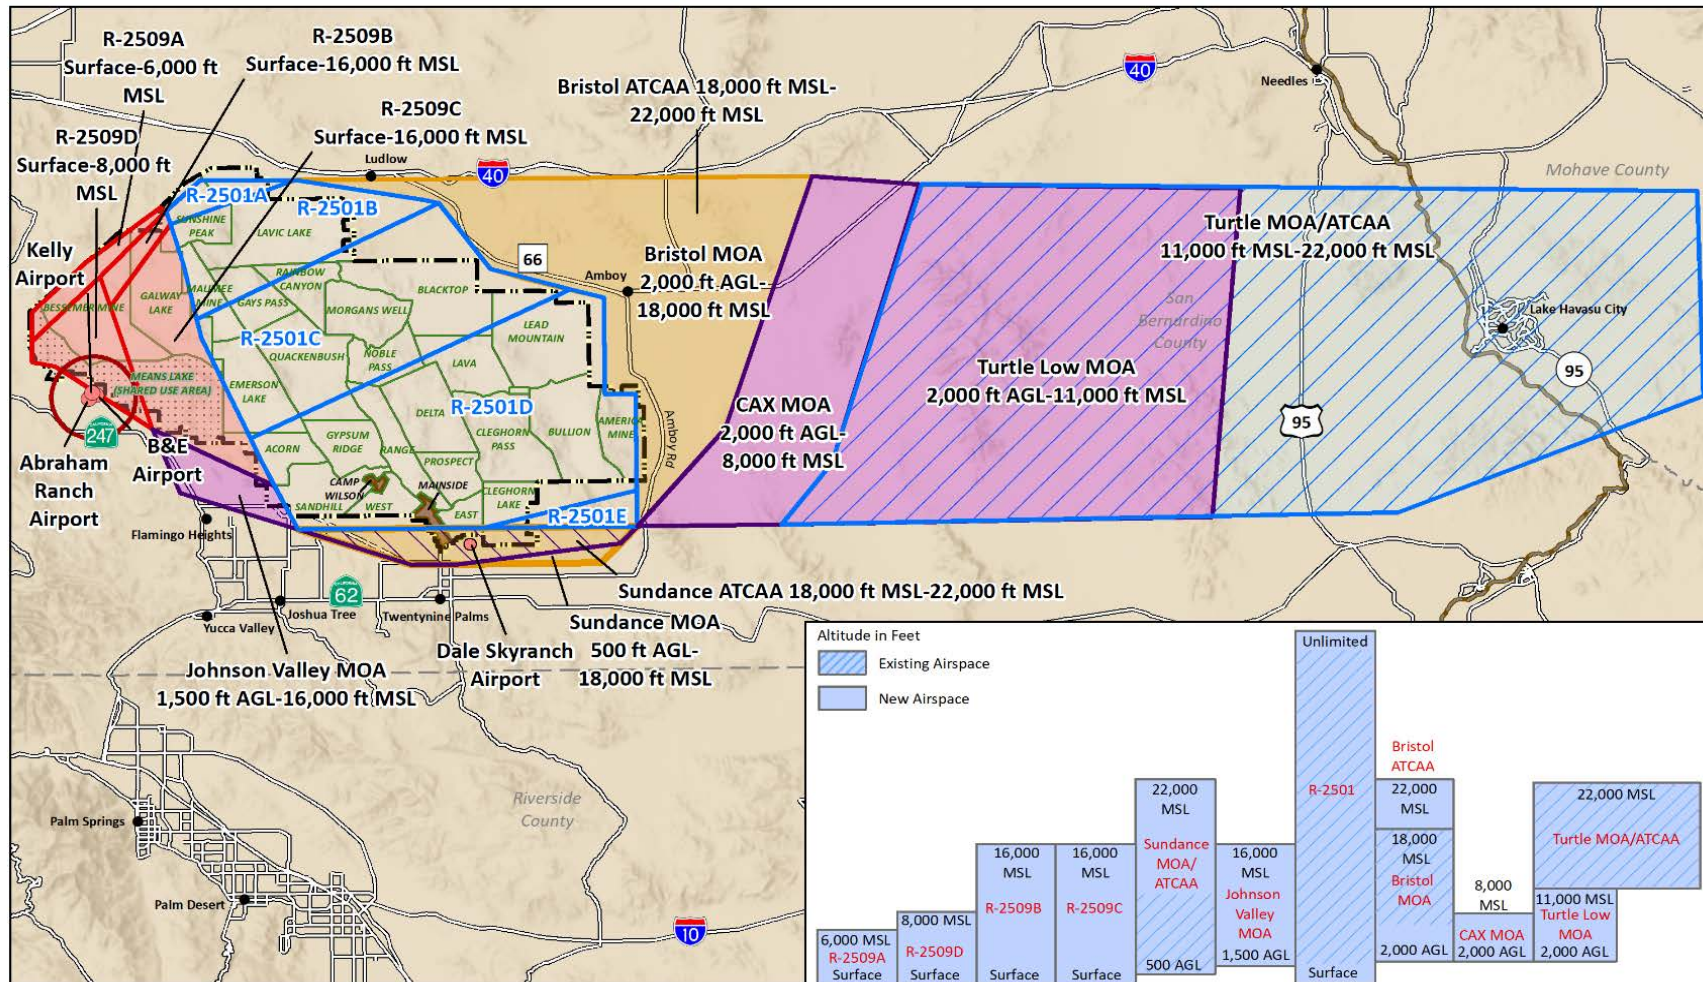 R-2509A
Surface-6,000 ft
MSL
R-2509B
Surface-16,000 ft MSL
R-2509C
Surface-16,000 ft MSL
R-2509D
Surface-8,000 ft
MSL
Bristol ATCAA 18,000 ft MSL-
22,000 ft MSL
40
Needles
Mohave County
Ludlow
40
R-2501A
R-2501B
SUNSHINE
PEAK
LAVIC LAKE
Kelly
Airport
66
Amboy
Bristol MOA
2,000 ft AGL-
18,000 ft MSL
Turtle MOA/ATCAA
11,000 ft MSL-22,000 ft MSL
BESSEMER MINE
GALWAY
LAKE
MAUMEE
MINE
GAYS PASS
RAINBOW
CANYON
MORGANS WELL
BLACKTOP
LEAD
MOUNTAIN
San
Bernardino
County
Lake Havasu City
R-2501C
QUACKENBUSH
NOBLE
PASS
LAVA
MEANS LAKE
(SHARED USE AREA)
EMERSON
LAKE
Turtle Low MOA
2,000 ft AGL-11,000 ft MSL
95
CAX MOA
2,000 ft AGL-
8,000 ft MSL
R-2501D
DELTA
CLEGHORN
PASS
BULLION
AMERICA
MINE
Amboy Rd
95
247
B&E
Airport
ACORN
GYPSUM
RIDGE
RANGE
PROSPECT
Abraham
Ranch
Airport
CAMP
WILSON
MAINSIDE
SANDHILL
WEST
EAST
CLEGHORN
LAKE
R-2501E
Flamingo Heights
62
Joshua Tree
Yucca Valley
Twentynine Palms
Sundance ATCAA 18,000 ft MSL-22,000 ft MSL
Sundance MOA
500 ft AGL-
18,000 ft MSL
Dale Skyranch
Airport
Johnson Valley MOA
1,500 ft AGL-16,000 ft MSL
Riverside
County
Palm Springs
Palm Desert
10
Altitude in Feet
Existing Airspace
New Airspace
6,000 MSL
R-2509A
Surface
8,000 MSL
R-2509D
Surface
16,000
MSL
R-2509B
Surface
16,000
MSL
R-2509C
Surface
22,000
MSL
Sundance
MOA/
ATCAA
500 AGL
16,000
MSL
Johnson
Valley
MOA
1,500 AGL
Unlimited
R-2501
Surface
Bristol
ATCAA
22,000
MSL
18,000
MSL
Bristol
MOA
2,000 AGL
8,000
MSL
CAX MOA
2,000 AGL
22,000 MSL
Turtle MOA/ATCAA
11,000 MSL
Turtle Low
MOA
2,000 AGL